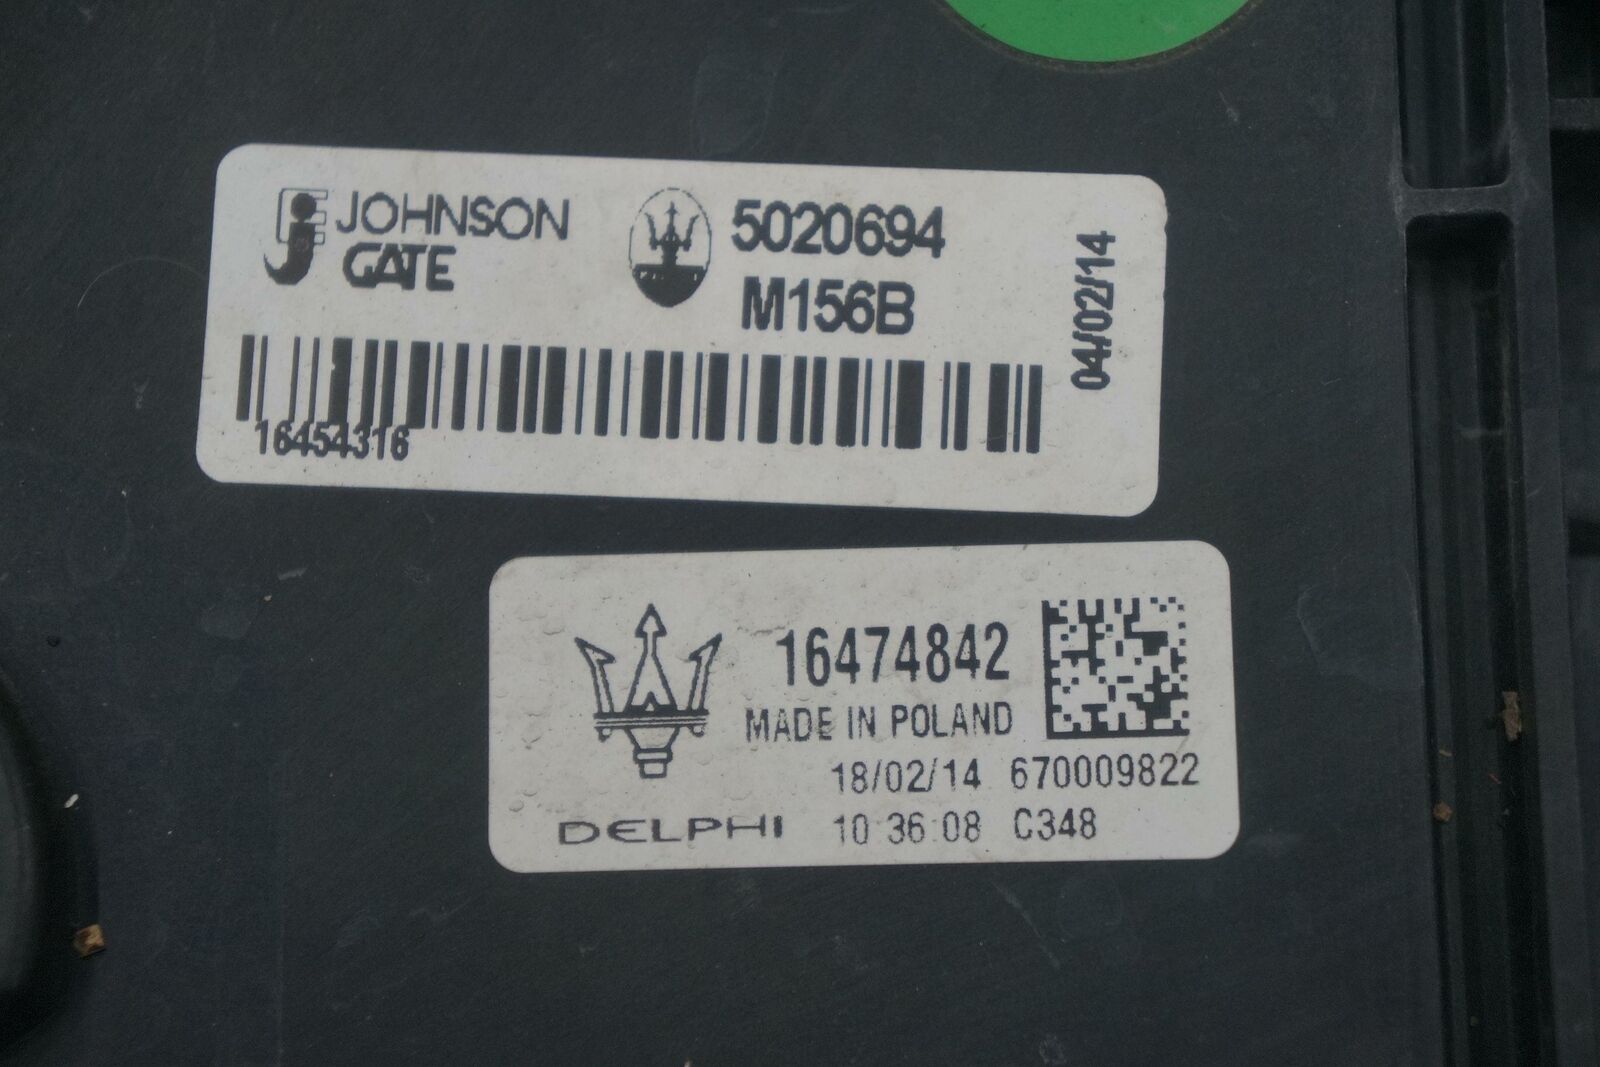 JOHNSON
GATE
5020694
M156B
04/02/14
16454316
16474842
MADE IN POLAND
18/02/14 670009822
DELPHI 10:36:08 C348